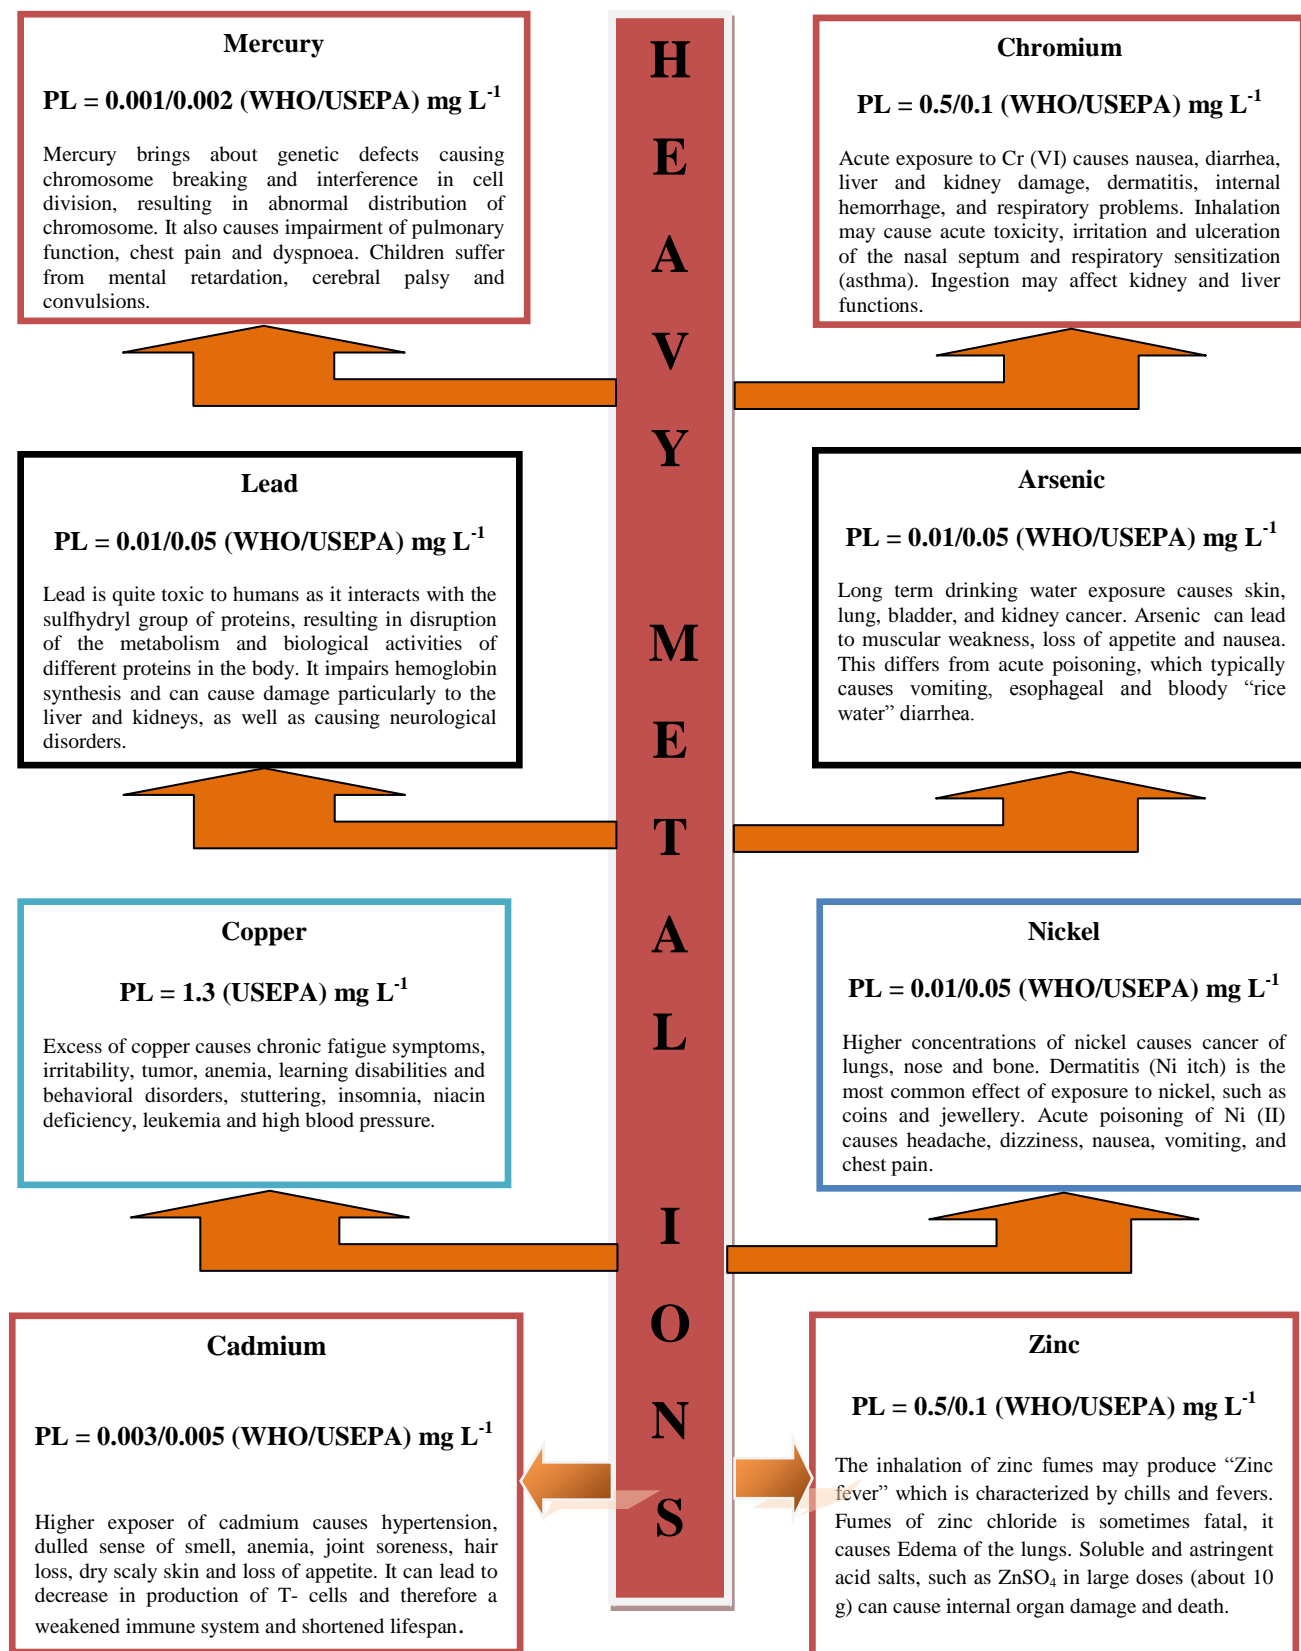 Mercury
PL = 0.001/0.002 (WHO/USEPA) mg L⁻¹
Mercury brings about genetic defects causing
chromosome breaking and interference in cell
division, resulting in abnormal distribution of
chromosome. It also causes impairment of pulmonary
function, chest pain and dyspnoea. Children suffer
from mental retardation, cerebral palsy and
convulsions.
H
E
A
V
Y
M
E
T
A
L
I
O
N
S
Chromium
PL = 0.5/0.1 (WHO/USEPA) mg L⁻¹
Acute exposure to Cr (VI) causes nausea, diarrhea,
liver and kidney damage, dermatitis, internal
hemorrhage, and respiratory problems. Inhalation
may cause acute toxicity, irritation and ulceration
of the nasal septum and respiratory sensitization
(asthma). Ingestion may affect kidney and liver
functions.
Lead
PL = 0.01/0.05 (WHO/USEPA) mg L⁻¹
Lead is quite toxic to humans as it interacts with the
sulfhydryl group of proteins, resulting in disruption
of the metabolism and biological activities of
different proteins in the body. It impairs hemoglobin
synthesis and can cause damage particularly to the
liver and kidneys, as well as causing neurological
disorders.
Arsenic
PL = 0.01/0.05 (WHO/USEPA) mg L⁻¹
Long term drinking water exposure causes skin,
lung, bladder, and kidney cancer. Arsenic can lead
to muscular weakness, loss of appetite and nausea.
This differs from acute poisoning, which typically
causes vomiting, esophageal and bloody “rice
water” diarrhea.
Copper
PL = 1.3 (USEPA) mg L⁻¹
Excess of copper causes chronic fatigue symptoms,
irritability, tumor, anemia, learning disabilities and
behavioral disorders, stuttering, insomnia, niacin
deficiency, leukemia and high blood pressure.
Nickel
PL = 0.01/0.05 (WHO/USEPA) mg L⁻¹
Higher concentrations of nickel causes cancer of
lungs, nose and bone. Dermatitis (Ni itch) is the
most common effect of exposure to nickel, such as
coins and jewellery. Acute poisoning of Ni (II)
causes headache, dizziness, nausea, vomiting, and
chest pain.
Cadmium
PL = 0.003/0.005 (WHO/USEPA) mg L⁻¹
Higher exposer of cadmium causes hypertension,
dulled sense of smell, anemia, joint soreness, hair
loss, dry scaly skin and loss of appetite. It can lead to
decrease in production of T- cells and therefore a
weakened immune system and shortened lifespan.
Zinc
PL = 0.5/0.1 (WHO/USEPA) mg L⁻¹
The inhalation of zinc fumes may produce “Zinc
fever” which is characterized by chills and fevers.
Fumes of zinc chloride is sometimes fatal, it
causes Edema of the lungs. Soluble and astringent
acid salts, such as ZnSO₄ in large doses (about 10
g) can cause internal organ damage and death.